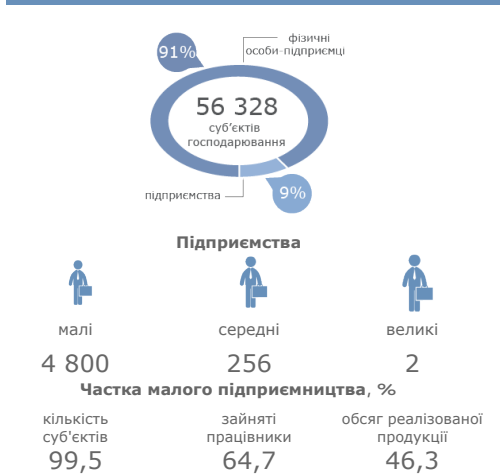 фізичні
особи-підприємці
91%
56 328
суб’єктів
господарювання
підприємства
9%
Підприємства
малі
середні
великі
4 800
256
2
Частка малого підприємництва, %
кількість
суб'єктів
зайняті
працівники
обсяг реалізованої
продукції
99,5
64,7
46,3